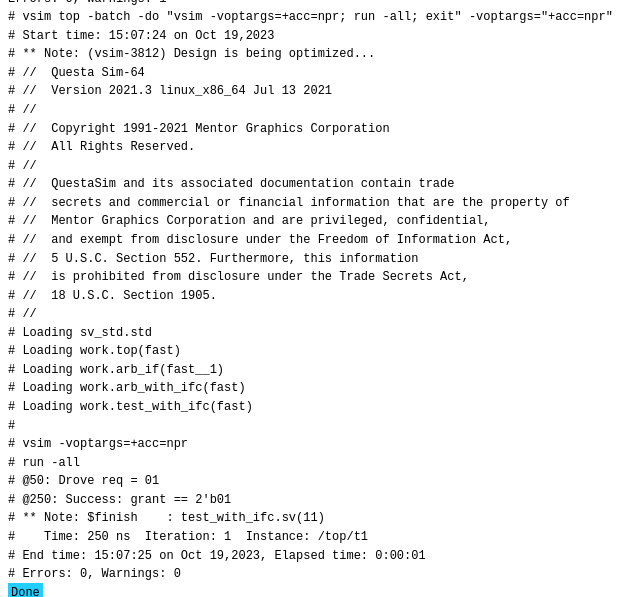 Errors: 0, Warnings: 1
# vsim top -batch -do "vsim -voptargs=+acc=npr; run -all; exit" -voptargs="+acc=npr"
# Start time: 15:07:24 on Oct 19,2023
# ** Note: (vsim-3812) Design is being optimized...
# //  Questa Sim-64
# //  Version 2021.3 linux_x86_64 Jul 13 2021
# //
# //  Copyright 1991-2021 Mentor Graphics Corporation
# //  All Rights Reserved.
# //
# //  QuestaSim and its associated documentation contain trade
# //  secrets and commercial or financial information that are the property of
# //  Mentor Graphics Corporation and are privileged, confidential,
# //  and exempt from disclosure under the Freedom of Information Act,
# //  5 U.S.C. Section 552. Furthermore, this information
# //  is prohibited from disclosure under the Trade Secrets Act,
# //  18 U.S.C. Section 1905.
# //
# Loading sv_std.std
# Loading work.top(fast)
# Loading work.arb_if(fast__1)
# Loading work.arb_with_ifc(fast)
# Loading work.test_with_ifc(fast)
#
# vsim -voptargs=+acc=npr
# run -all
# @50: Drove req = 01
# @250: Success: grant == 2'b01
# ** Note: $finish    : test_with_ifc.sv(11)
#    Time: 250 ns  Iteration: 1  Instance: /top/t1
# End time: 15:07:25 on Oct 19,2023, Elapsed time: 0:00:01
# Errors: 0, Warnings: 0
Done